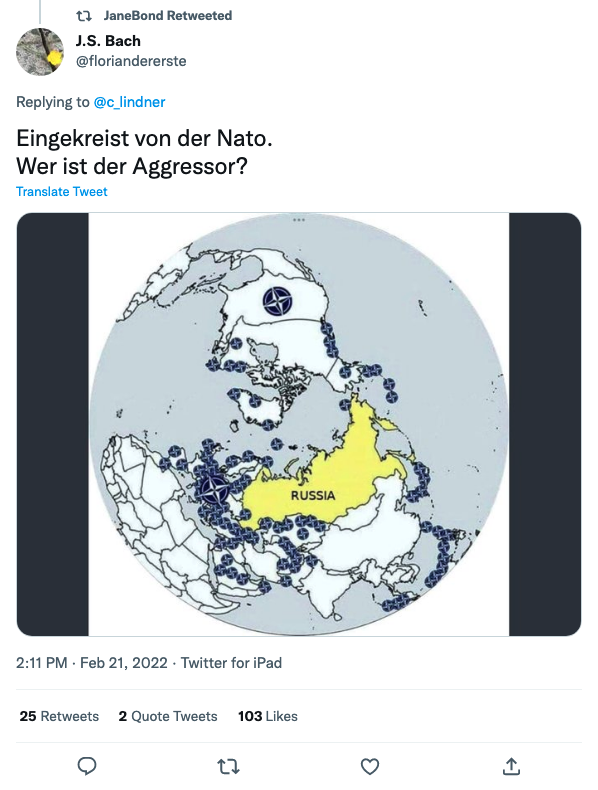 JaneBond Retweeted
J.S. Bach
@floriandererste
Replying to @c_lindner
Eingekreist von der Nato.
Wer ist der Aggressor?
Translate Tweet
RUSSIA
2:11 PM · Feb 21, 2022 · Twitter for iPad
25 Retweets 2 Quote Tweets 103 Likes